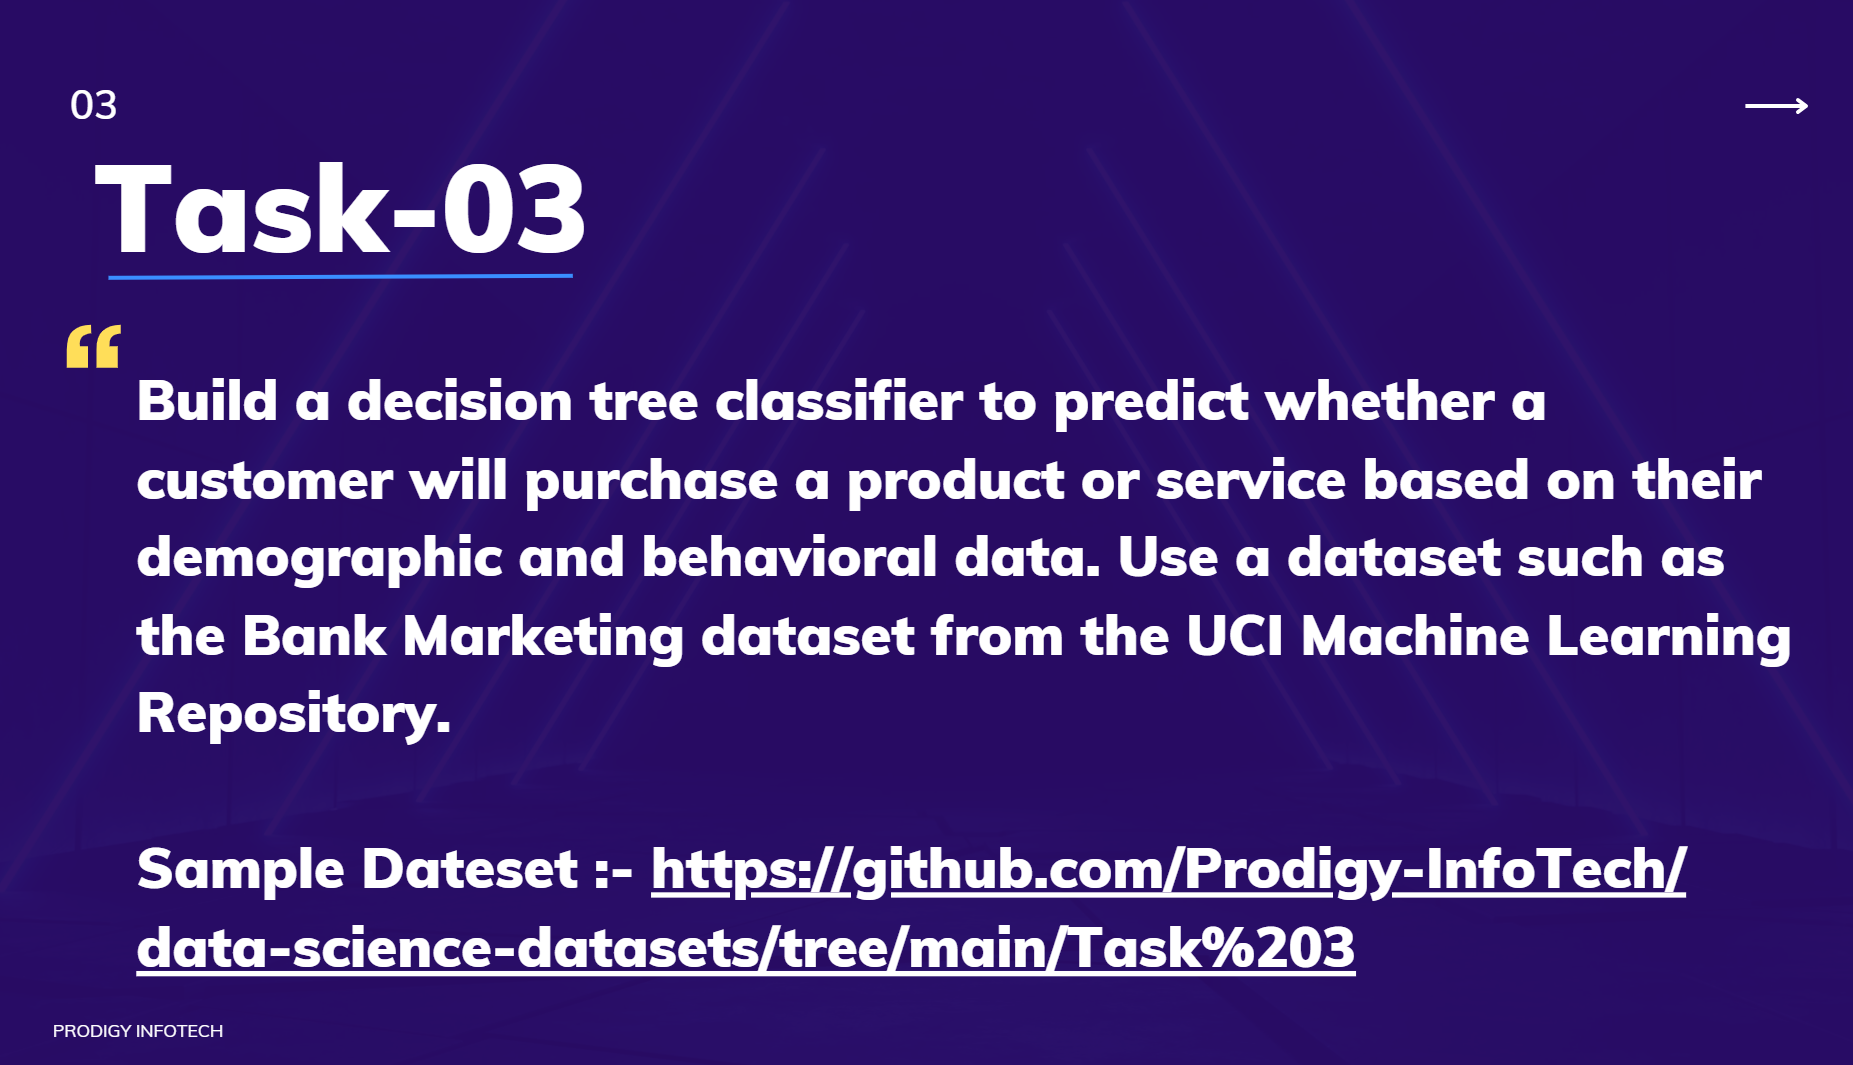 03
Task-03
“
Build a decision tree classifier to predict whether a
customer will purchase a product or service based on their
demographic and behavioral data. Use a dataset such as
the Bank Marketing dataset from the UCI Machine Learning
Repository.
Sample Dateset :- https://github.com/Prodigy-InfoTech/
data-science-datasets/tree/main/Task%203
PRODIGY INFOTECH